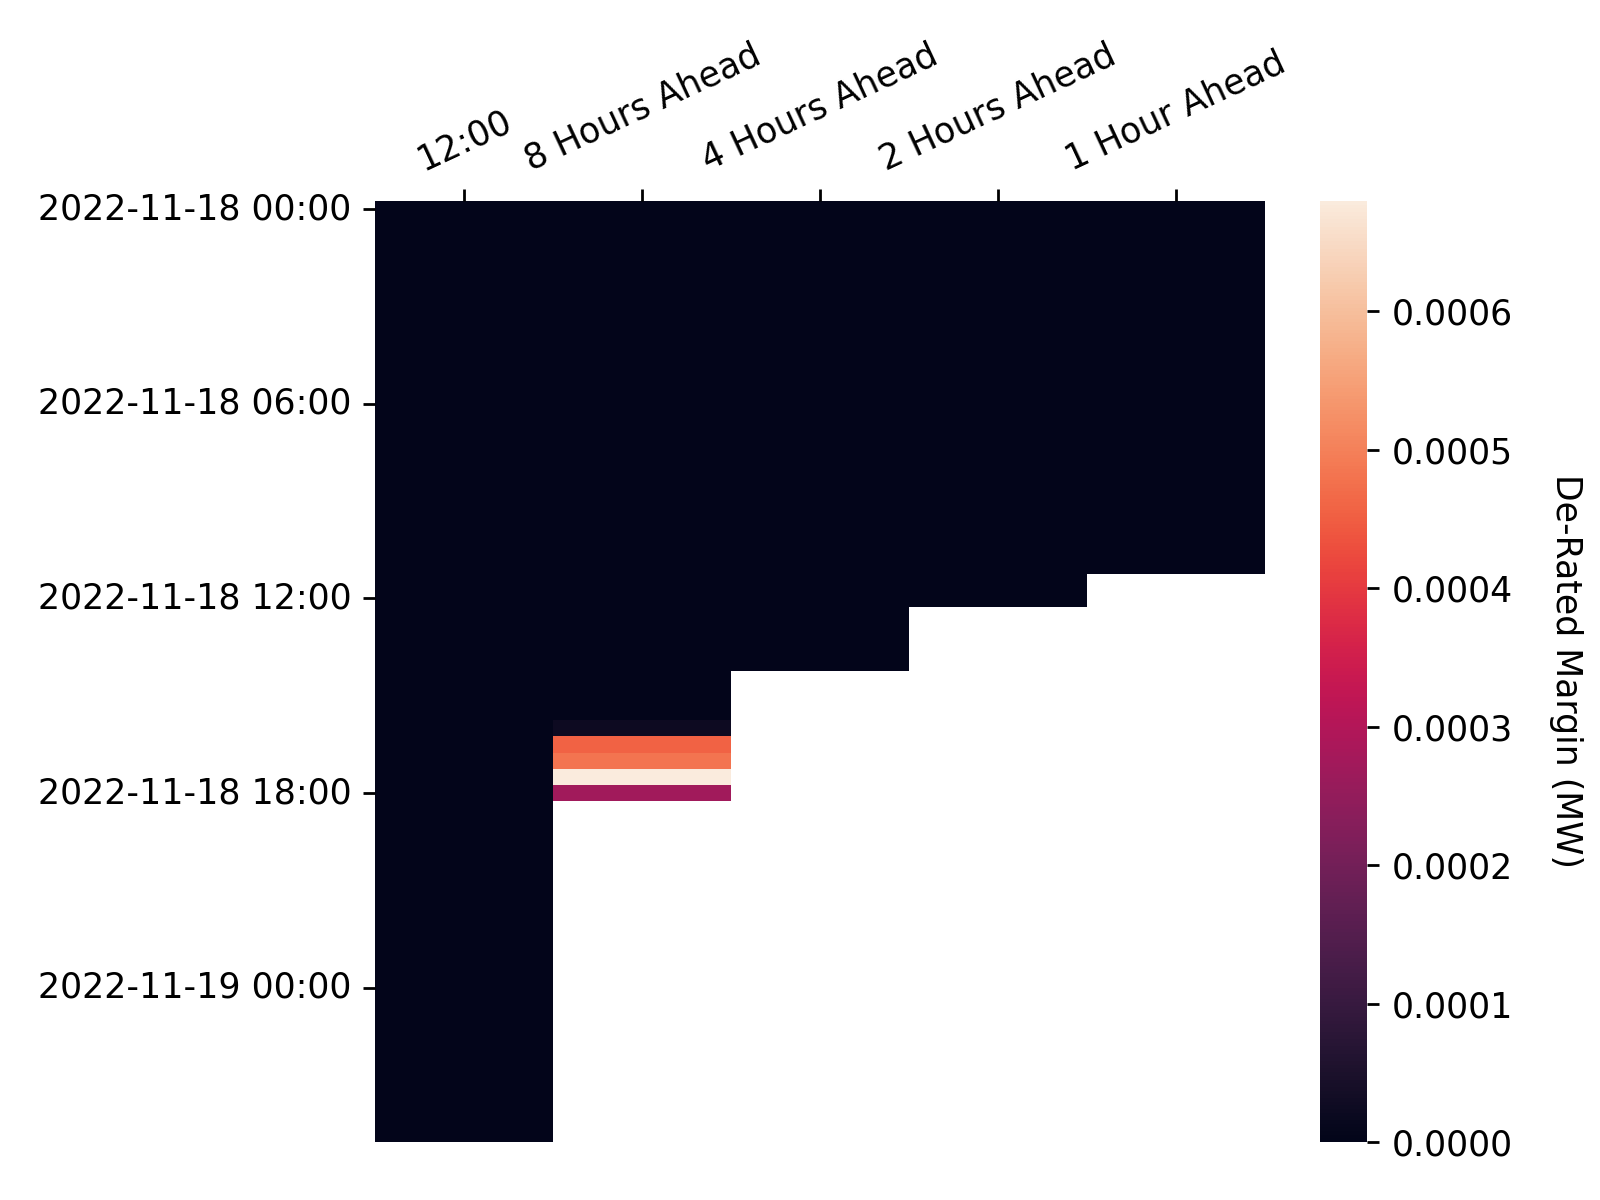 12:00
8 Hours Ahead
4 Hours Ahead
2 Hours Ahead
1 Hour Ahead
2022-11-18 00:00
2022-11-18 06:00
2022-11-18 12:00
2022-11-18 18:00
2022-11-19 00:00
0.0006
0.0005
0.0004
0.0003
0.0002
0.0001
0.0000
De-Rated Margin (MW)